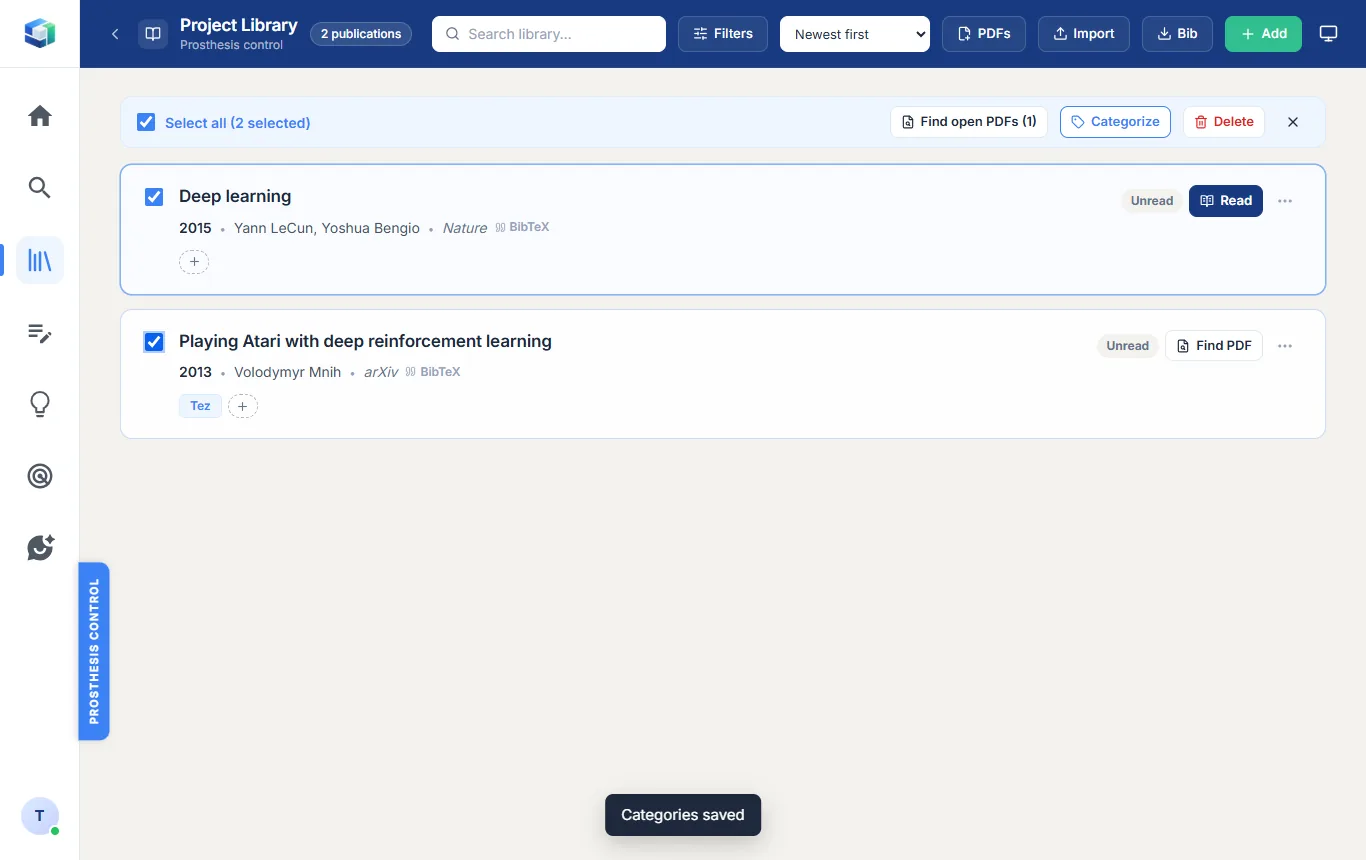 Project Library
Prosthesis control
2 publications
Search library...
Filters
Newest first
PDFs
Import
Bib
Add
Select all (2 selected)
Find open PDFs (1)
Categorize
Delete
Deep learning
Unread
Read
2015 • Yann LeCun, Yoshua Bengio • Nature BibTeX
Playing Atari with deep reinforcement learning
Unread
Find PDF
2013 • Volodymyr Mnih • arXiv BibTeX
Tez
PROSTHESIS CONTROL
T
Categories saved